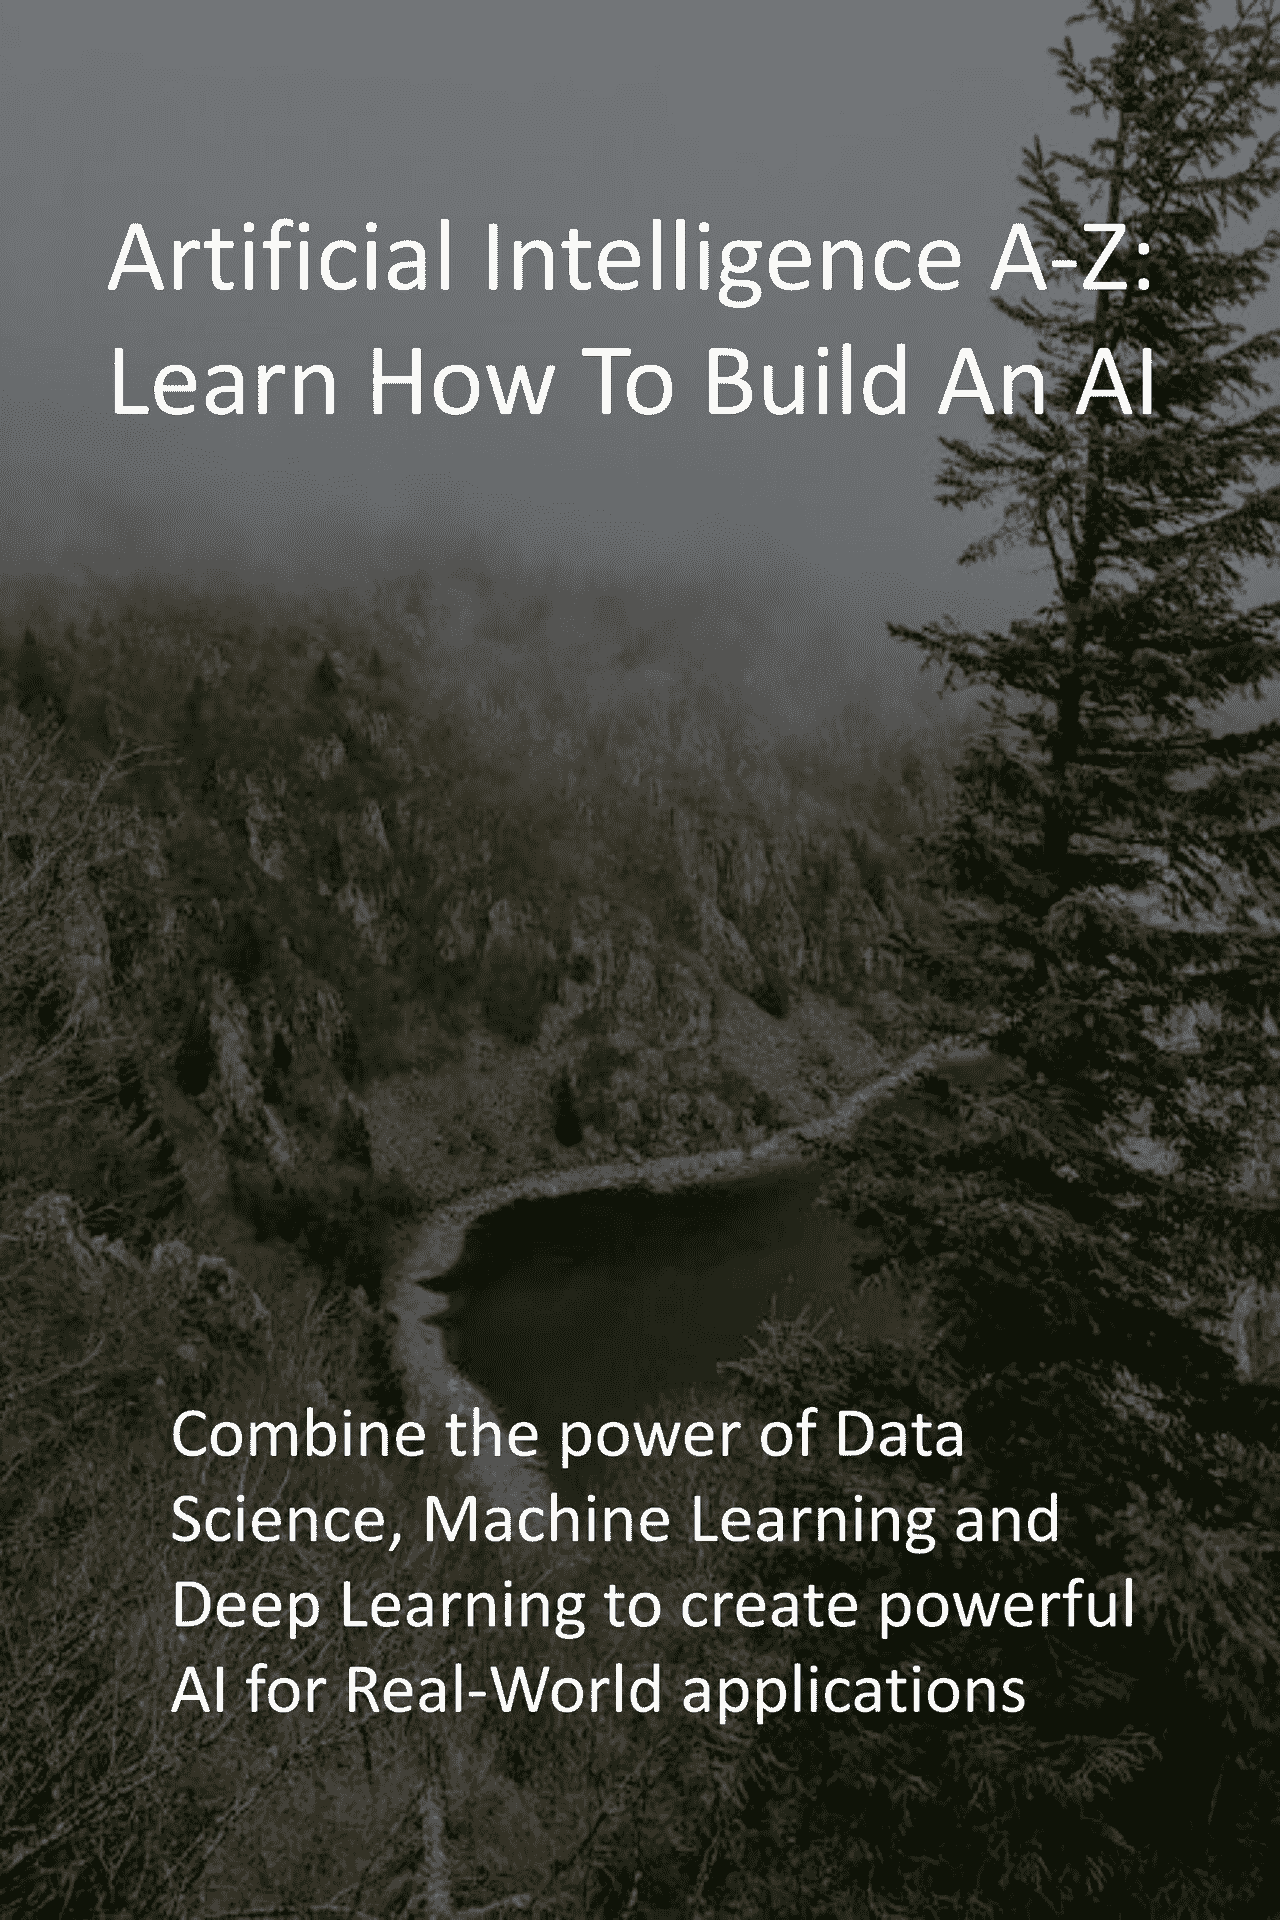 Artificial Intelligence A-Z:
Learn How To Build An AI
Combine the power of Data
Science, Machine Learning and
Deep Learning to create powerful
AI for Real-World applications